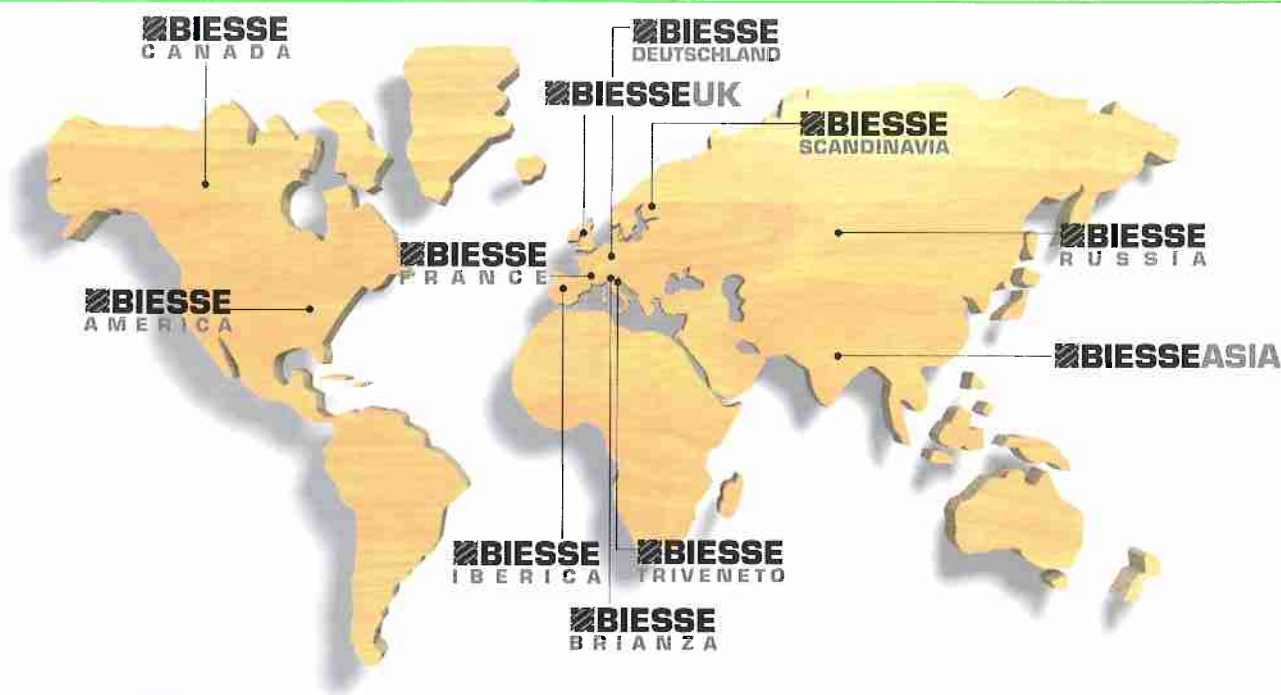 BIESSE
CANADA
BIESSE
DEUTSCHLAND
BIESSEUK
BIESSE
SCANDINAVIA
BIESSE
RUSSIA
BIESSE
FRANCE
BIESSE
AMERICA
BIESSEASIA
BIESSE
IBERICA
BIESSE
TRIVENETO
BIESSE
BRIANZA